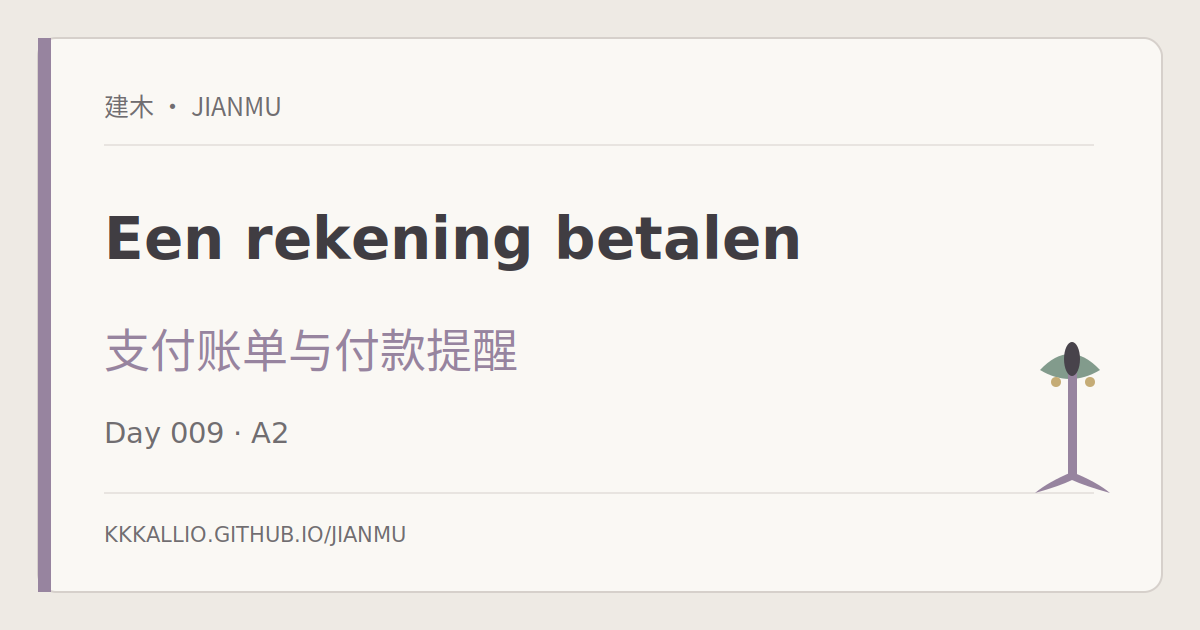 建木 · JIANMU
Een rekening betalen
支付账单与付款提醒
Day 009 · A2
KKKALLIO.GITHUB.IO/JIANMU